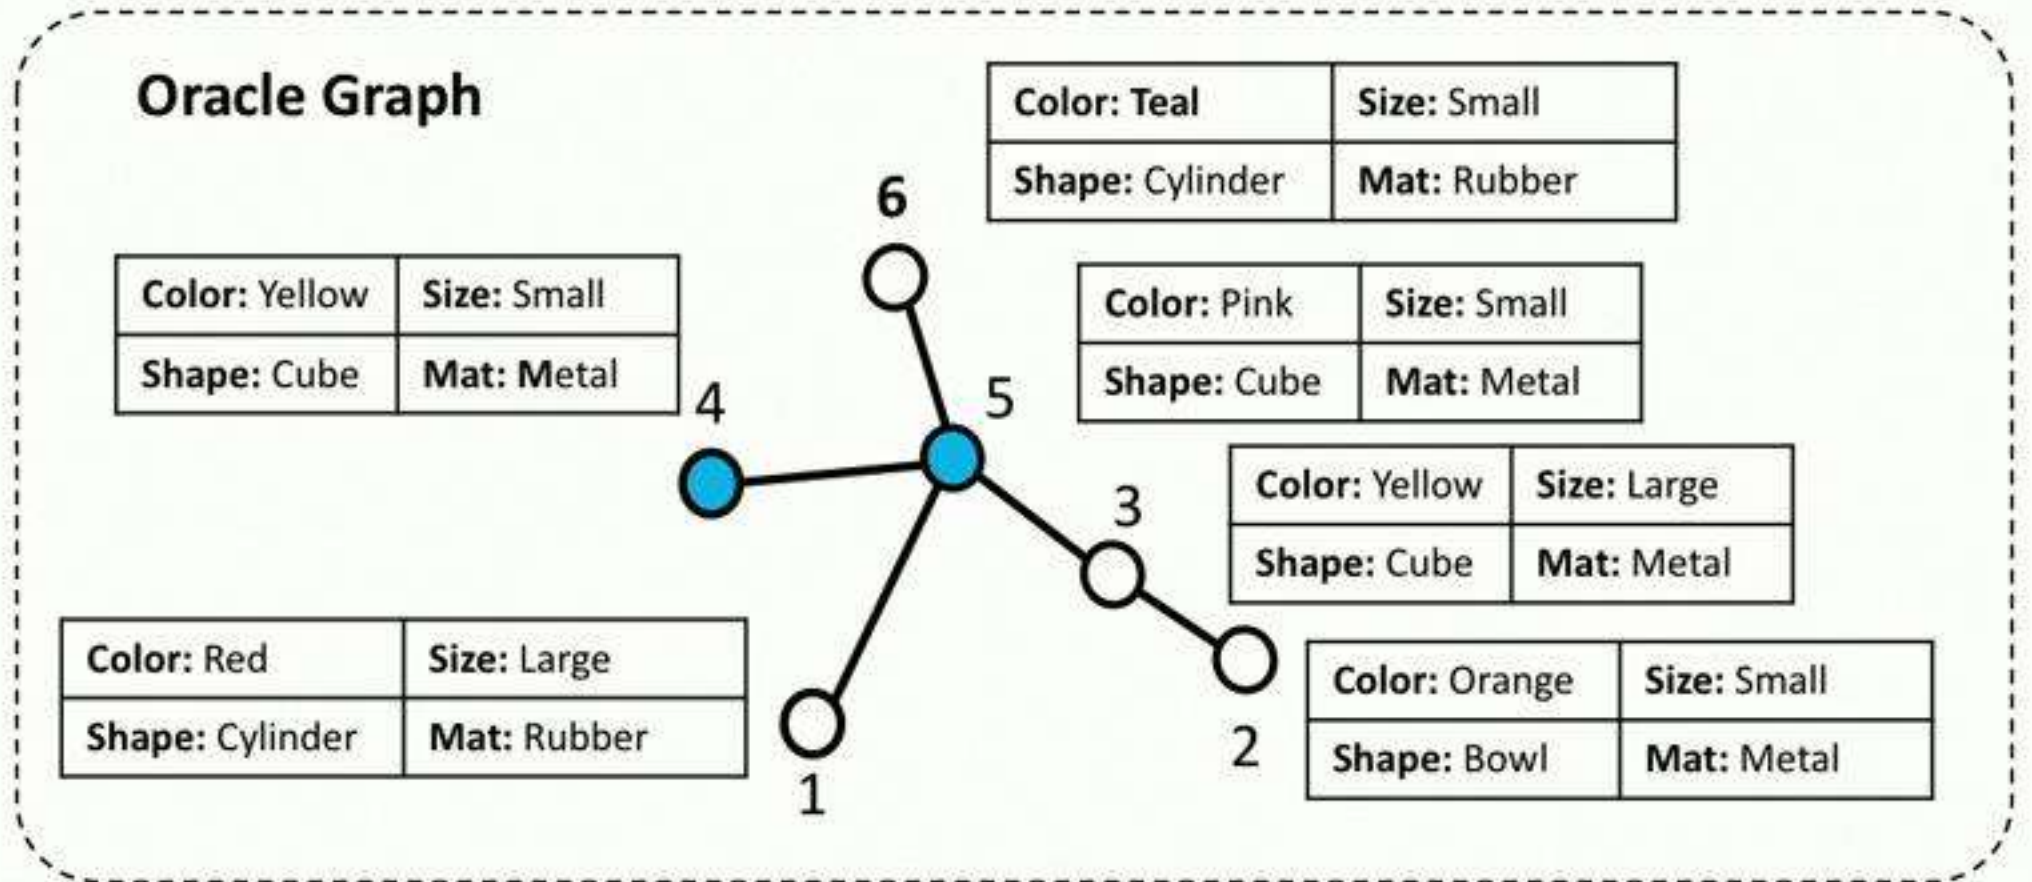 Oracle Graph
Color: Teal
Size: Small
Shape: Cylinder
Mat: Rubber
6
Color: Yellow
Size: Small
Shape: Cube
Mat: Metal
4
Color: Pink
Size: Small
Shape: Cube
Mat: Metal
5
Color: Yellow
Size: Large
Shape: Cube
Mat: Metal
3
Color: Red
Size: Large
Shape: Cylinder
Mat: Rubber
1
Color: Orange
Size: Small
Shape: Bowl
Mat: Metal
2